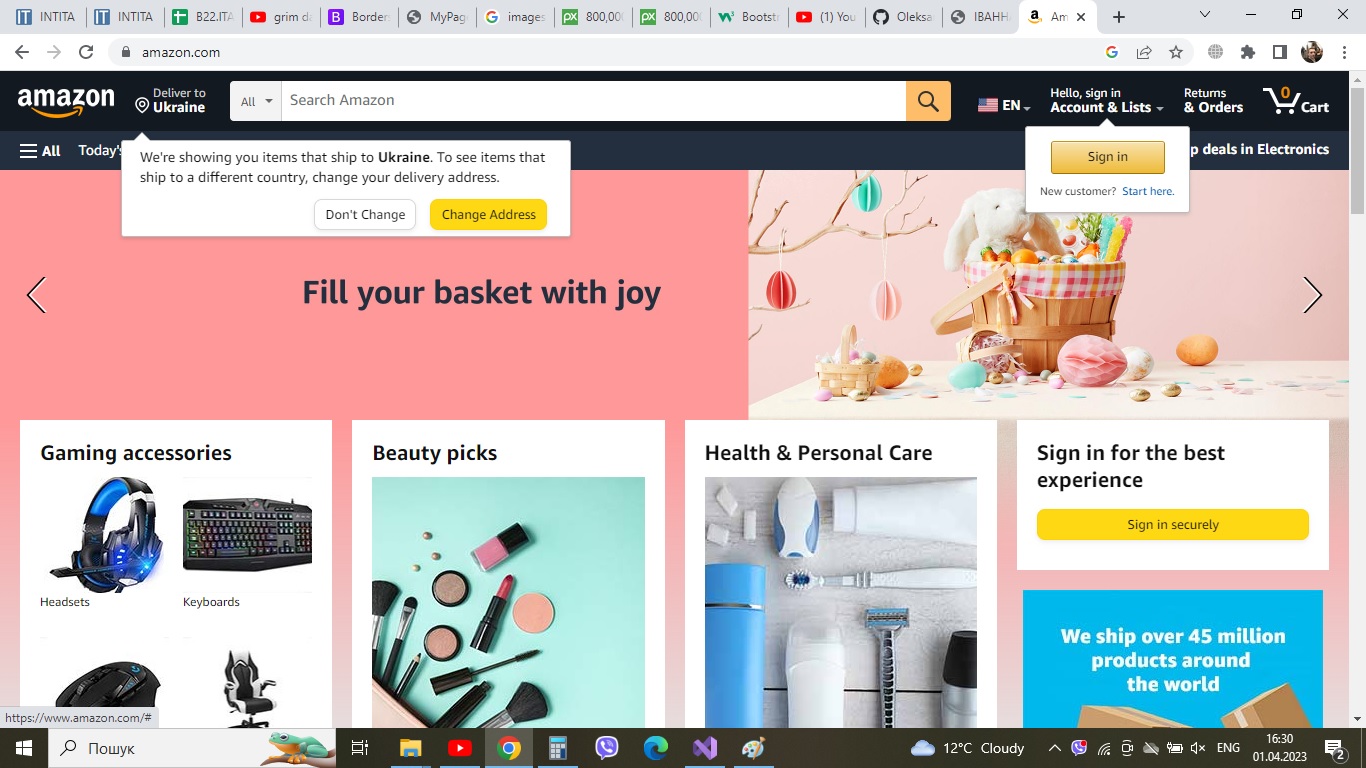 INTITA
INTITA
B22.ITA
grim da
Borden
MyPag
images
800,00
800,00
Bootst
(1) You
Oleksa
ІВАНН
Am
amazon.com
amazon
Deliver to
Ukraine
All
Search Amazon
EN
Hello, sign in
Account & Lists
Returns
& Orders
0
Cart
All
Today's
p deals in Electronics
We're showing you items that ship to Ukraine. To see items that
ship to a different country, change your delivery address.
Don't Change
Change Address
Sign in
New customer? Start here.
Fill your basket with joy
Gaming accessories
Headsets
Keyboards
Beauty picks
Health & Personal Care
Sign in for the best
experience
Sign in securely
We ship over 45 million
products around
the world
https://www.amazon.com/#
Пошук
12°C Cloudy
ENG
16:30
01.04.2023
2